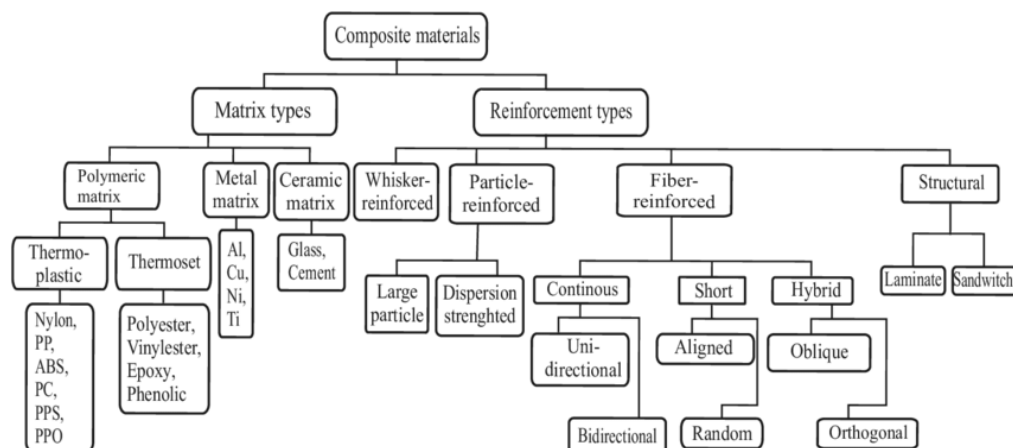 Composite materials
Matrix types
Reinforcement types
Polymeric
matrix
Metal
matrix
Ceramic
matrix
Whisker-
reinforced
Particle-
reinforced
Fiber-
reinforced
Structural
Thermo-
plastic
Thermoset
Al,
Cu,
Ni,
Ti
Glass,
Cement
Large
particle
Dispersion
strenghted
Continous
Short
Hybrid
Laminate
Sandwitch
Nylon,
PP,
ABS,
PC,
PPS,
PPO
Polyester,
Vinylester,
Epoxy,
Phenolic
Uni-
directional
Aligned
Oblique
Bidirectional
Random
Orthogonal